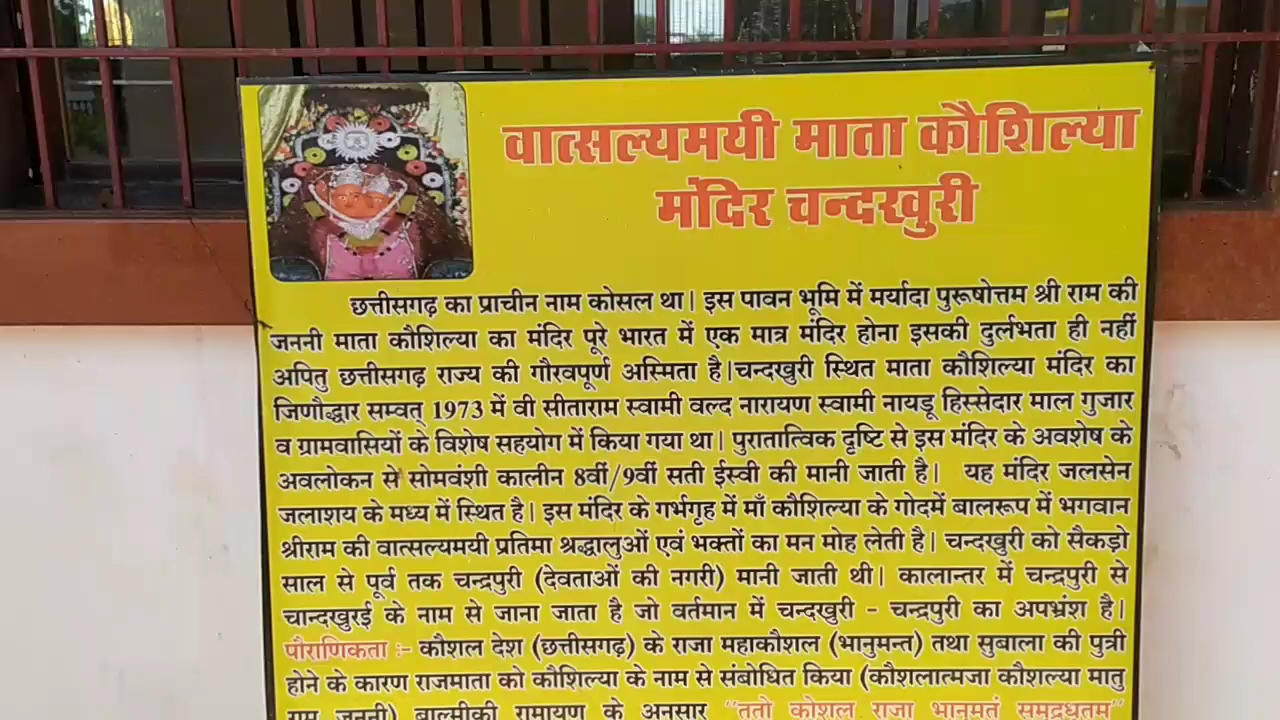 वात्सल्यमयी माता कौशिल्या
मंदिर चन्दखुरी
छत्तीसगढ़ का प्राचीन नाम कोसल था। इस पावन भूमि में मर्यादा पुरूषोत्तम श्री राम की
जननी माता कौशिल्या का मंदिर पूरे भारत में एक मात्र मंदिर होना इसकी दुर्लभता ही नहीं
अपितु छत्तीसगढ़ राज्य की गौरवपूर्ण अस्मिता है।चन्दखुरी स्थित माता कौशिल्या मंदिर का
जिणौद्धार सम्वत् 1973 में वी सीताराम स्वामी वल्द नारायण स्वामी नायडू हिस्सेदार माल गुजार
व ग्रामवासियों के विशेष सहयोग में किया गया था। पुरातात्विक दृष्टि से इस मंदिर के अवशेष के
अवलोकन से सोमवंशी कालीन 8वीं/9वीं सती ईस्वी की मानी जाती है। यह मंदिर जलसेन
जलाशय के मध्य में स्थित है। इस मंदिर के गर्भगृह में माँ कौशिल्या के गोदमें बालरूप में भगवान
श्रीराम की वात्सल्यमयी प्रतिमा श्रद्धालुओं एवं भक्तों का मन मोह लेती है। चन्दखुरी को सैकड़ो
साल से पूर्व तक चन्द्रपुरी (देवताओं की नगरी) मानी जाती थी। कालान्तर में चन्द्रपुरी से
चान्दखुरई के नाम से जाना जाता है जो वर्तमान में चन्दखुरी - चन्द्रपुरी का अपभ्रंश है।
पौराणिकता :- कौशल देश (छत्तीसगढ़) के राजा महाकौशल (भानुमन्त) तथा सुबाला की पुत्री
होने के कारण राजमाता को कौशिल्या के नाम से संबोधित किया (कौशलात्मजा कौशल्या मातु
राम जननी) बाल्मीकी रामायण के अनुसार "ततो कोशल राजा भानुमतं समुद्रधतम"